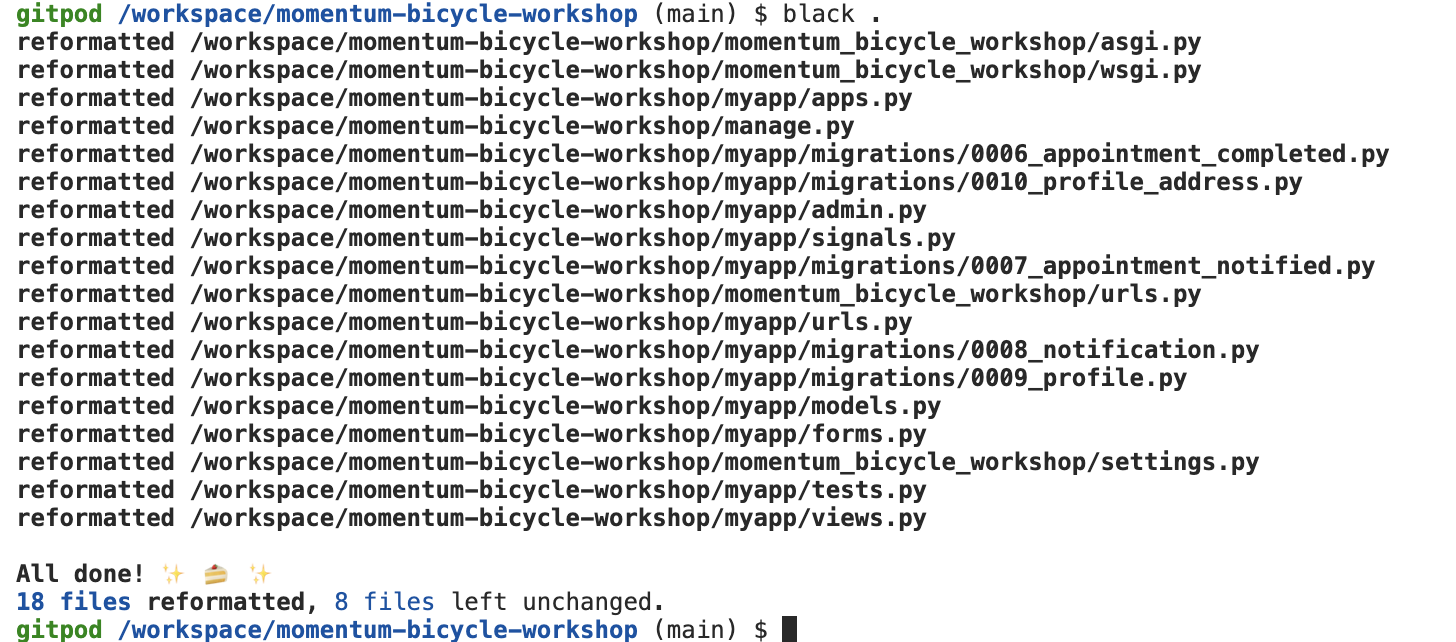 gitpod /workspace/momentum-bicycle-workshop (main) $ black .
reformatted /workspace/momentum-bicycle-workshop/momentum_bicycle_workshop/asgi.py
reformatted /workspace/momentum-bicycle-workshop/momentum_bicycle_workshop/wsgi.py
reformatted /workspace/momentum-bicycle-workshop/myapp/apps.py
reformatted /workspace/momentum-bicycle-workshop/manage.py
reformatted /workspace/momentum-bicycle-workshop/myapp/migrations/0006_appointment_completed.py
reformatted /workspace/momentum-bicycle-workshop/myapp/migrations/0010_profile_address.py
reformatted /workspace/momentum-bicycle-workshop/myapp/admin.py
reformatted /workspace/momentum-bicycle-workshop/myapp/signals.py
reformatted /workspace/momentum-bicycle-workshop/myapp/migrations/0007_appointment_notified.py
reformatted /workspace/momentum-bicycle-workshop/momentum_bicycle_workshop/urls.py
reformatted /workspace/momentum-bicycle-workshop/myapp/urls.py
reformatted /workspace/momentum-bicycle-workshop/myapp/migrations/0008_notification.py
reformatted /workspace/momentum-bicycle-workshop/myapp/migrations/0009_profile.py
reformatted /workspace/momentum-bicycle-workshop/myapp/models.py
reformatted /workspace/momentum-bicycle-workshop/myapp/forms.py
reformatted /workspace/momentum-bicycle-workshop/momentum_bicycle_workshop/settings.py
reformatted /workspace/momentum-bicycle-workshop/myapp/tests.py
reformatted /workspace/momentum-bicycle-workshop/myapp/views.py
All done! ✨ 🍰 ✨
18 files reformatted, 8 files left unchanged.
gitpod /workspace/momentum-bicycle-workshop (main) $